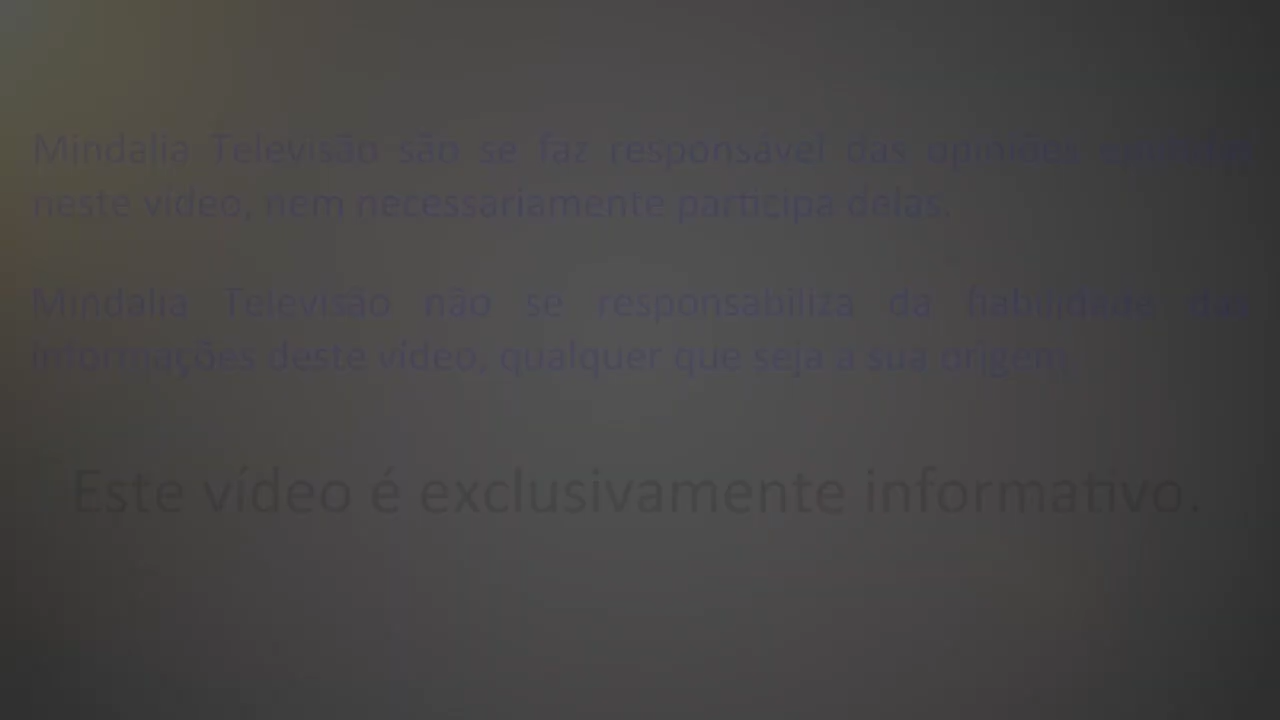 Mindalia Televisão são se faz responsável das opiniões emitidas
neste vídeo, nem necessariamente participa delas.
Mindalia Televisão não se responsabiliza da fiabilidade das
informações deste vídeo, qualquer que seja a sua origem
Este vídeo é exclusivamente informativo.